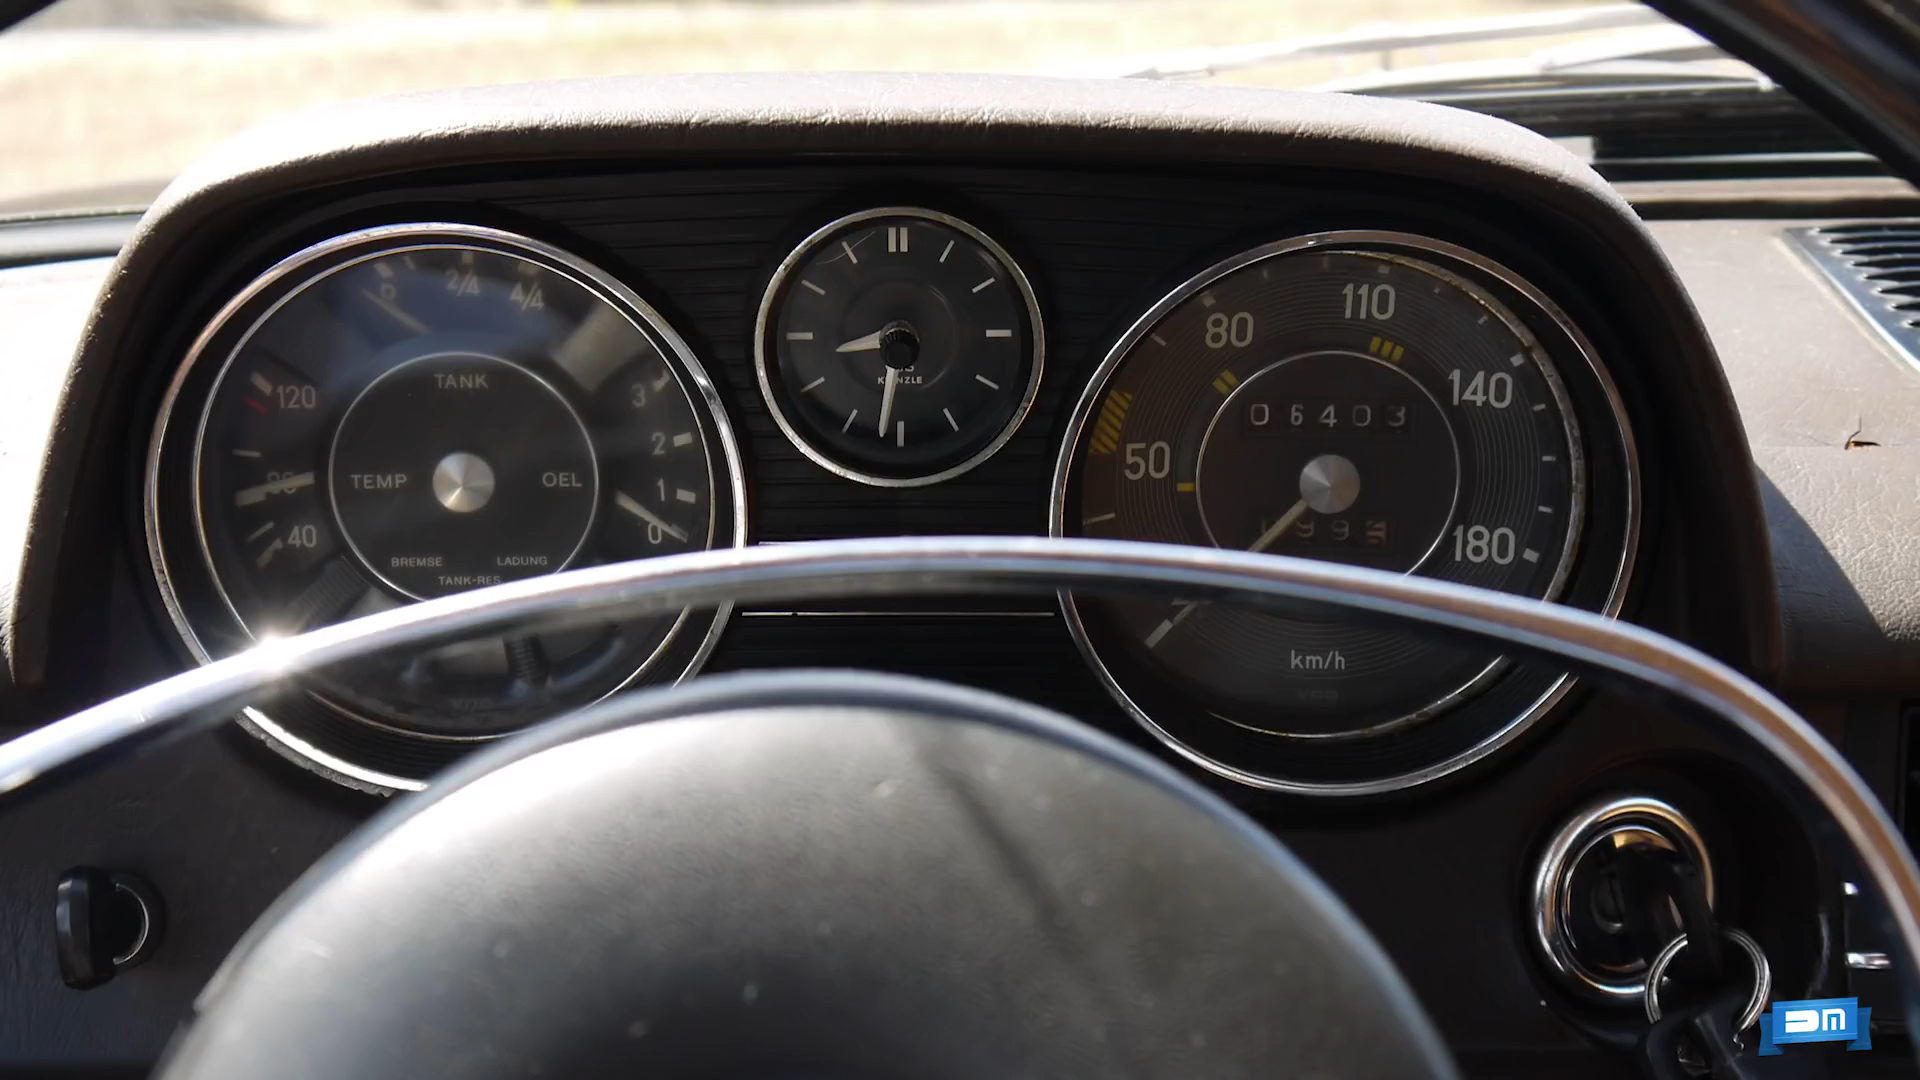 2/4 4/4
120
40
TANK
TEMP
OEL
BREMSE
LADUNG
TANK-RES
3
2
1
0
50
80
110
140
180
06403
km/h
DM